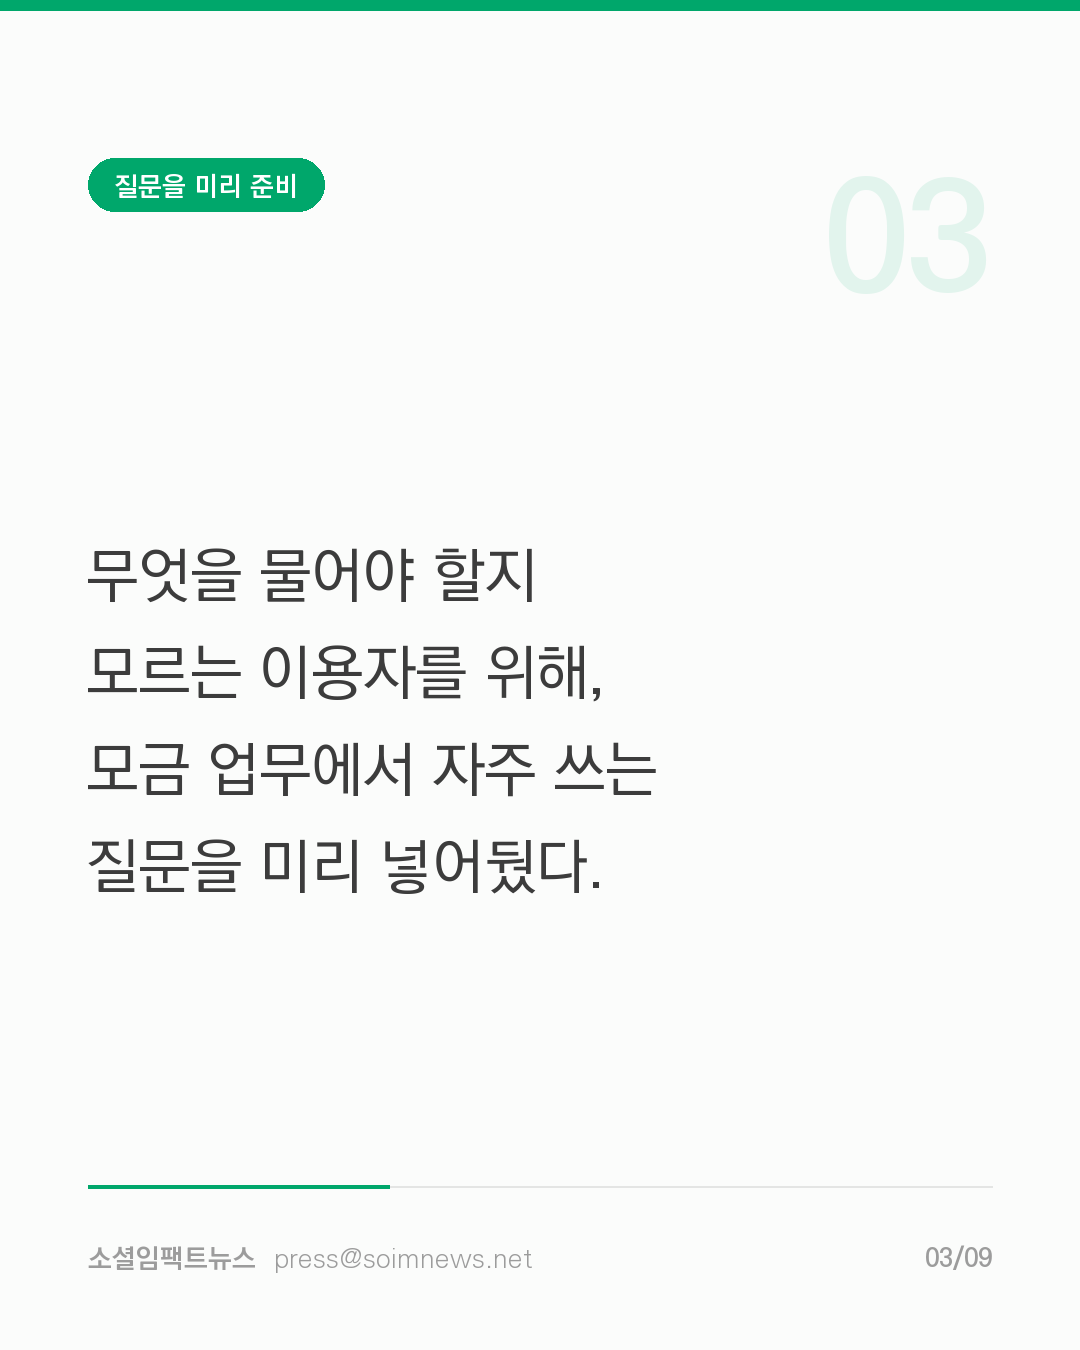 질문을 미리 준비
03
무엇을 물어야 할지
모르는 이용자를 위해,
모금 업무에서 자주 쓰는
질문을 미리 넣어뒀다.
소셜임팩트뉴스 press@soimnews.net
03/09